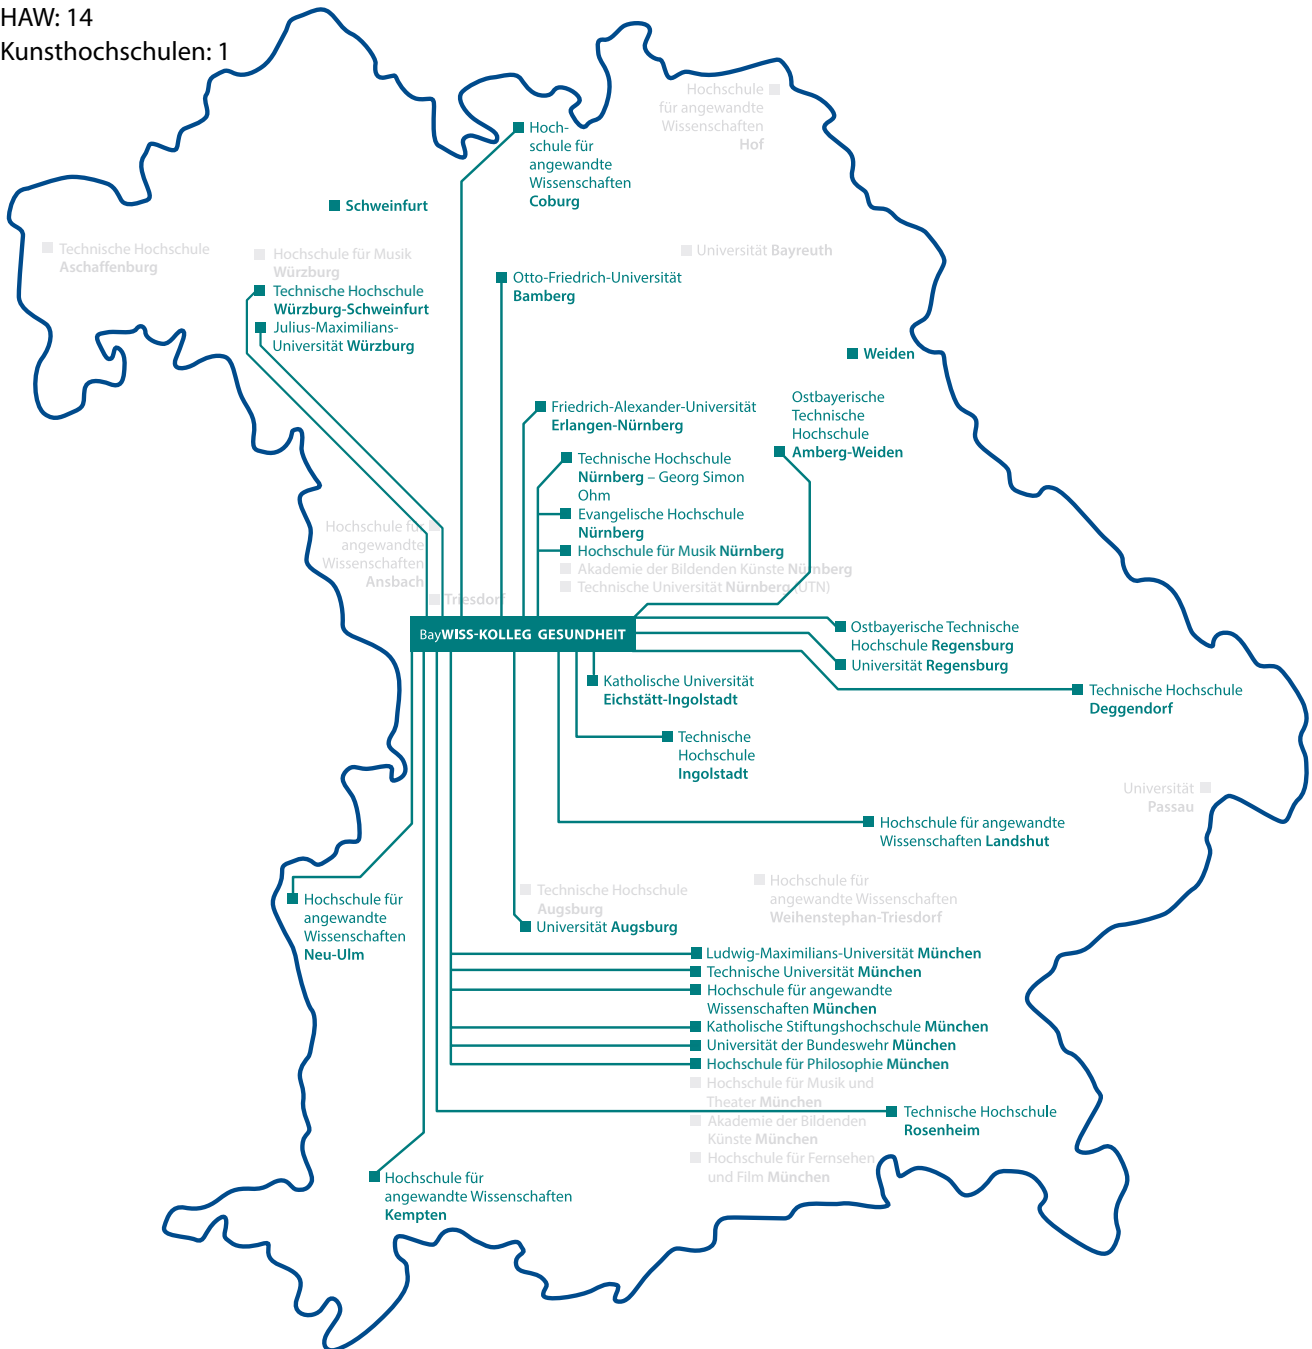 HAW: 14
Kunsthochschulen: 1
Hochschule
für angewandte
Wissenschaften
Hof
Hoch-
schule für
angewandte
Wissenschaften
Coburg
Schweinfurt
Technische Hochschule
Aschaffenburg
Hochschule für Musik
Würzburg
Technische Hochschule
Würzburg-Schweinfurt
Julius-Maximilians-
Universität Würzburg
Universität Bayreuth
Otto-Friedrich-Universität
Bamberg
Weiden
Ostbayerische
Technische
Hochschule
Amberg-Weiden
Friedrich-Alexander-Universität
Erlangen-Nürnberg
Technische Hochschule
Nürnberg – Georg Simon
Ohm
Evangelische Hochschule
Nürnberg
Hochschule für Musik Nürnberg
Akademie der Bildenden Künste Nürnberg
Technische Universität Nürnberg (UTN)
Hochschule für
angewandte
Wissenschaften
Ansbach
Triesdorf
BayWISS-KOLLEG GESUNDHEIT
Ostbayerische Technische
Hochschule Regensburg
Universität Regensburg
Katholische Universität
Eichstätt-Ingolstadt
Technische Hochschule
Deggendorf
Technische
Hochschule
Ingolstadt
Universität
Passau
Hochschule für angewandte
Wissenschaften Landshut
Technische Hochschule
Augsburg
Universität Augsburg
Hochschule für
angewandte Wissenschaften
Weihenstephan-Triesdorf
Hochschule für
angewandte
Wissenschaften
Neu-Ulm
Ludwig-Maximilians-Universität München
Technische Universität München
Hochschule für angewandte
Wissenschaften München
Katholische Stiftungshochschule München
Universität der Bundeswehr München
Hochschule für Philosophie München
Hochschule für Musik und
Theater München
Akademie der Bildenden
Künste München
Hochschule für Fernsehen
und Film München
Technische Hochschule
Rosenheim
Hochschule für
angewandte Wissenschaften
Kempten